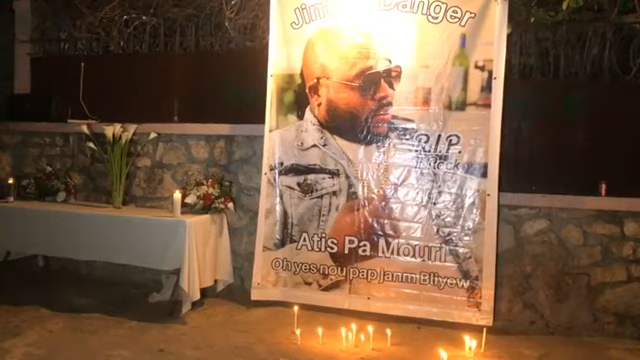 Danger
R.I.P.
Atis Pa Mouri
Oh yes nou pap janm Bliyew